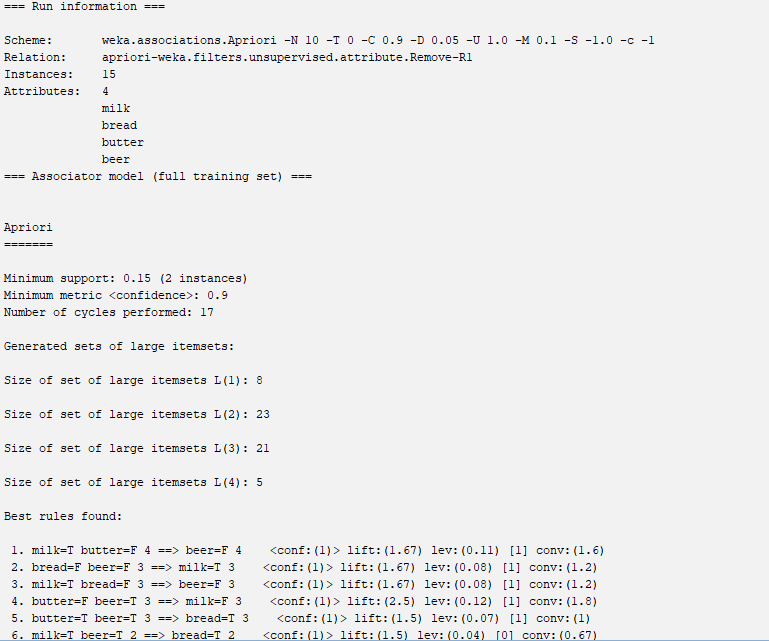 === Run information ===
Scheme: weka.associations.Apriori -N 10 -T 0 -C 0.9 -D 0.05 -U 1.0 -M 0.1 -S -1.0 -c -1
Relation: apriori-weka.filters.unsupervised.attribute.Remove-R1
Instances: 15
Attributes: 4
milk
bread
butter
beer
=== Associator model (full training set) ===
Apriori
=======
Minimum support: 0.15 (2 instances)
Minimum metric <confidence>: 0.9
Number of cycles performed: 17
Generated sets of large itemsets:
Size of set of large itemsets L(1): 8
Size of set of large itemsets L(2): 23
Size of set of large itemsets L(3): 21
Size of set of large itemsets L(4): 5
Best rules found:
1. milk=T butter=F 4 ==> beer=F 4 <conf:(1)> lift:(1.67) lev:(0.11) [1] conv:(1.6)
2. bread=F beer=F 3 ==> milk=T 3 <conf:(1)> lift:(1.67) lev:(0.08) [1] conv:(1.2)
3. milk=T bread=F 3 ==> beer=F 3 <conf:(1)> lift:(1.67) lev:(0.08) [1] conv:(1.2)
4. butter=F beer=T 3 ==> milk=F 3 <conf:(1)> lift:(2.5) lev:(0.12) [1] conv:(1.8)
5. butter=T beer=T 3 ==> bread=T 3 <conf:(1)> lift:(1.5) lev:(0.07) [1] conv:(1)
6. milk=T beer=T 2 ==> bread=T 2 <conf:(1)> lift:(1.5) lev:(0.04) [0] conv:(0.67)